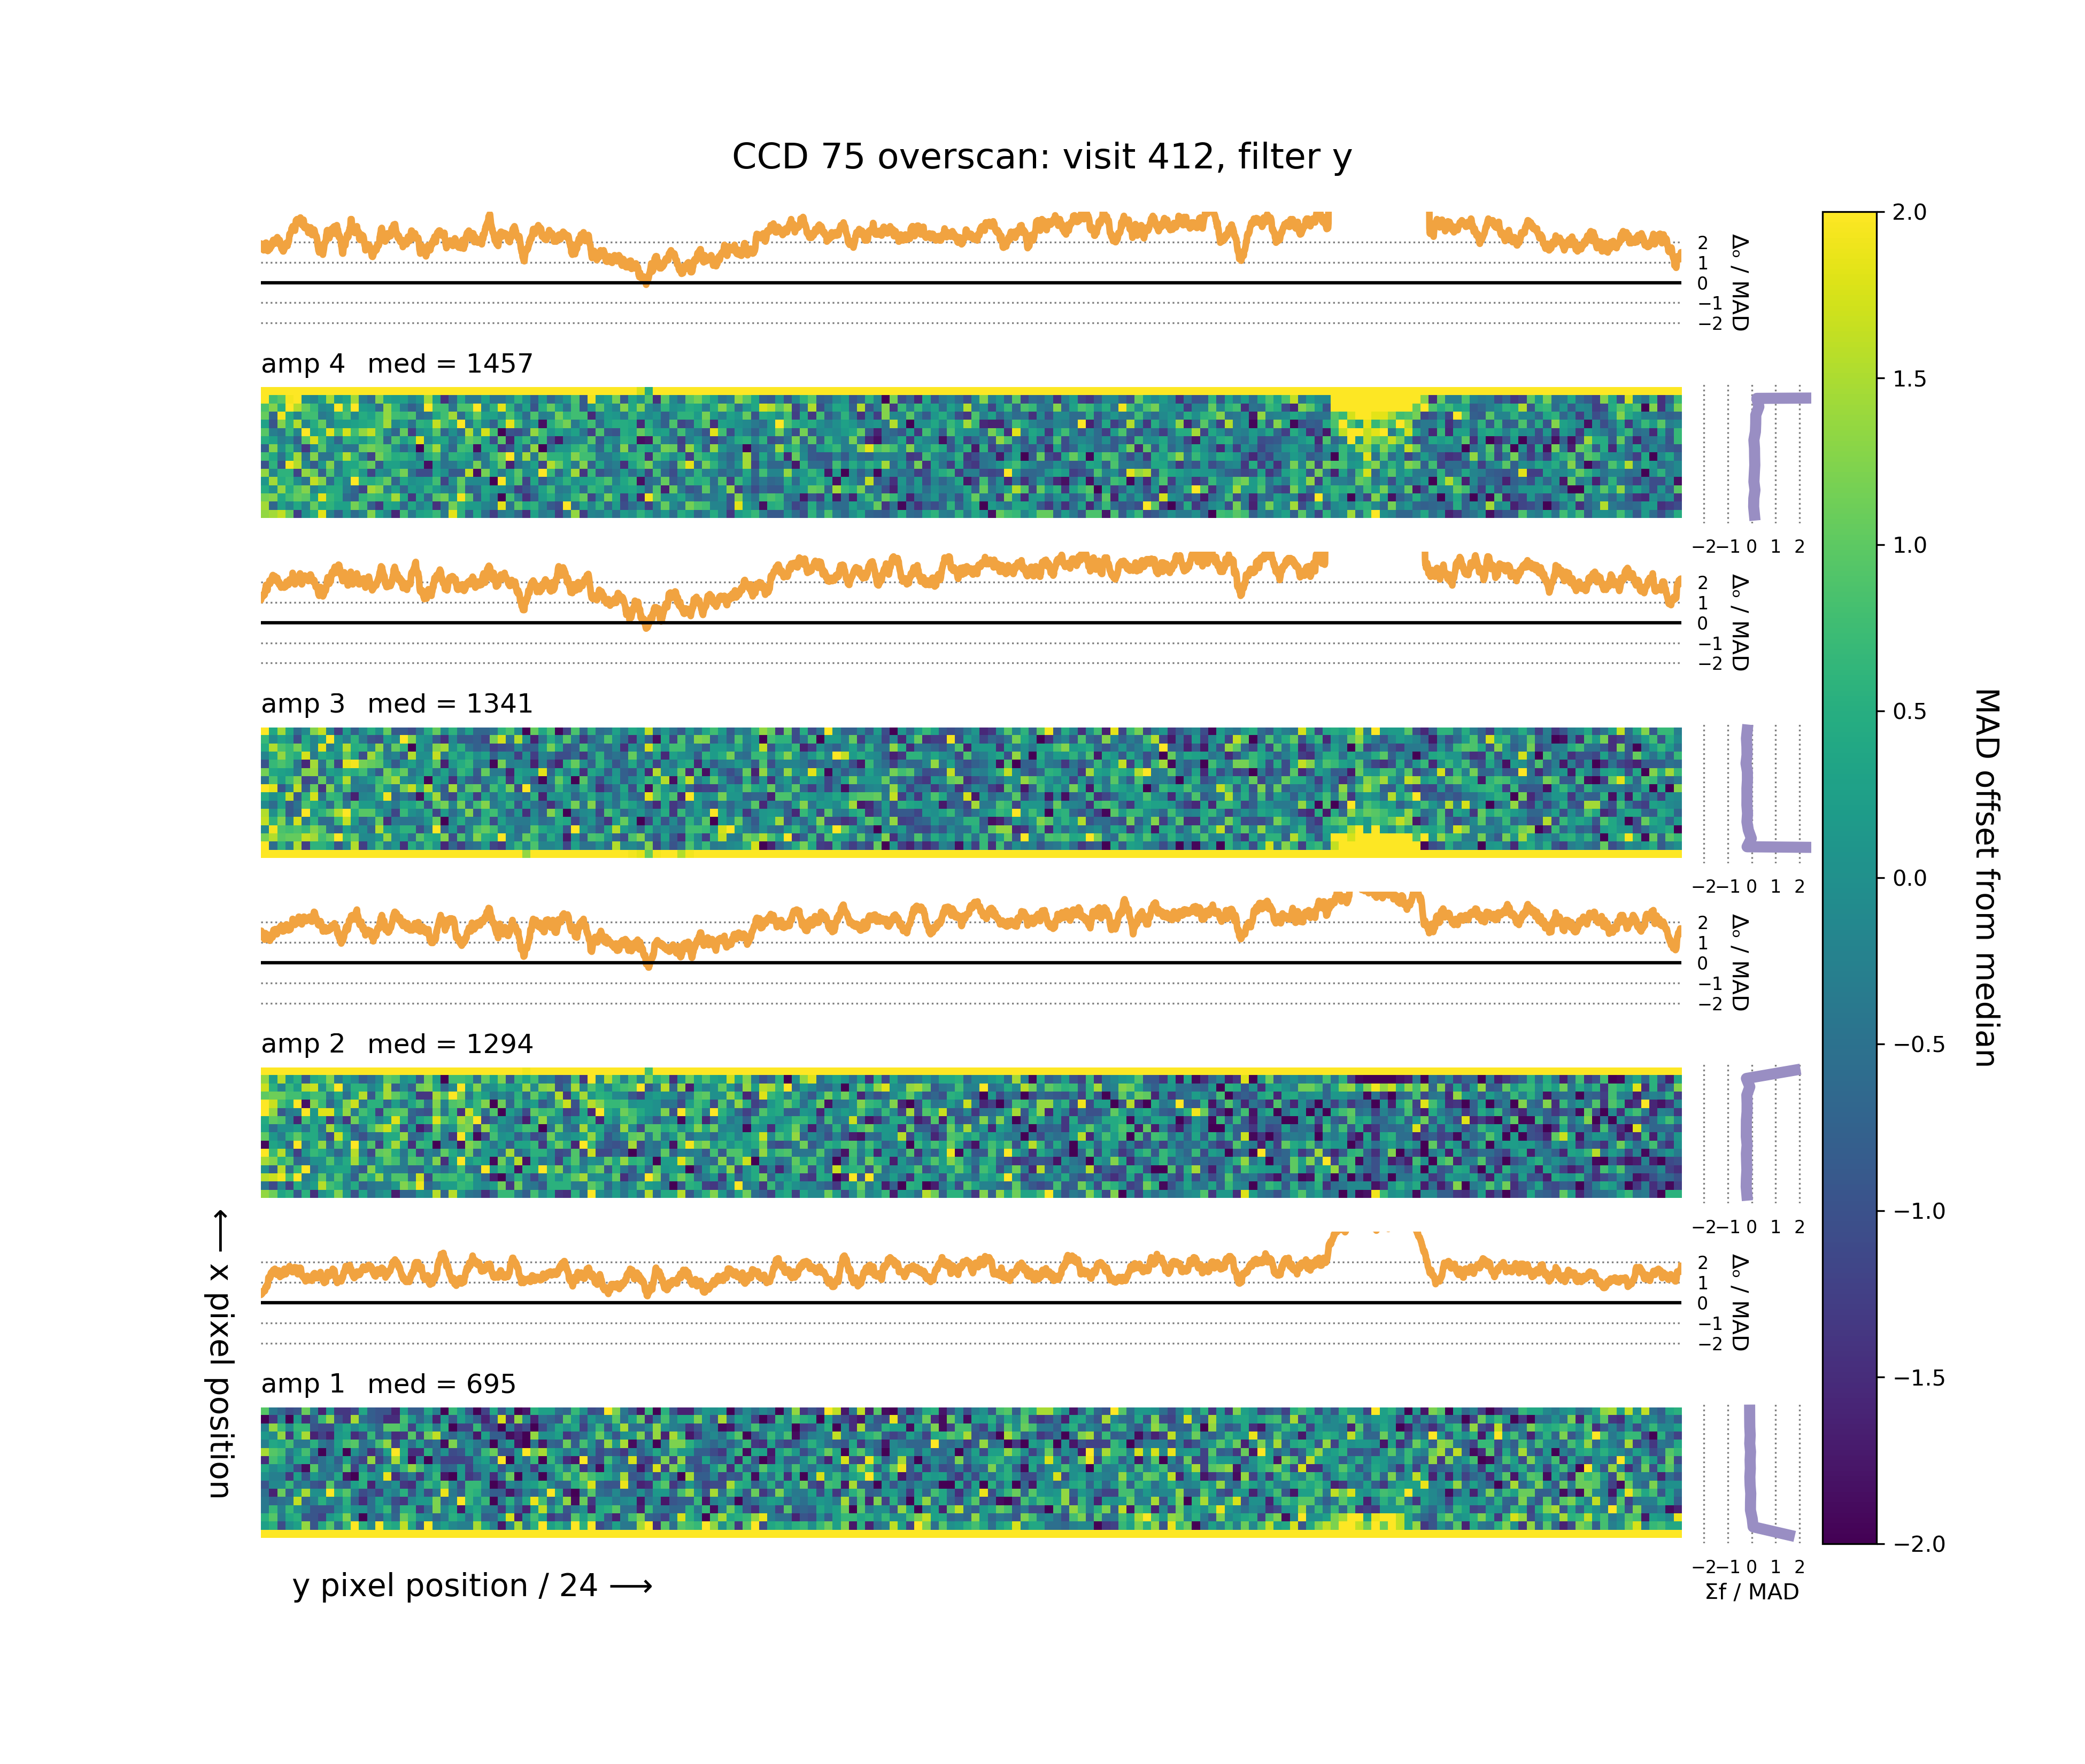 CCD 75 overscan: visit 412, filter y
2
1
0
−1
−2
Δₒ / MAD
amp 4 med = 1457
−2 −1 0 1 2
2
1
0
−1
−2
Δₒ / MAD
amp 3 med = 1341
−2 −1 0 1 2
2
1
0
−1
−2
Δₒ / MAD
amp 2 med = 1294
−2 −1 0 1 2
2
1
0
−1
−2
Δₒ / MAD
amp 1 med = 695
−2 −1 0 1 2
Σf / MAD
y pixel position / 24 ⟶
⟵ x pixel position
2.0
1.5
1.0
0.5
0.0
−0.5
−1.0
−1.5
−2.0
MAD offset from median